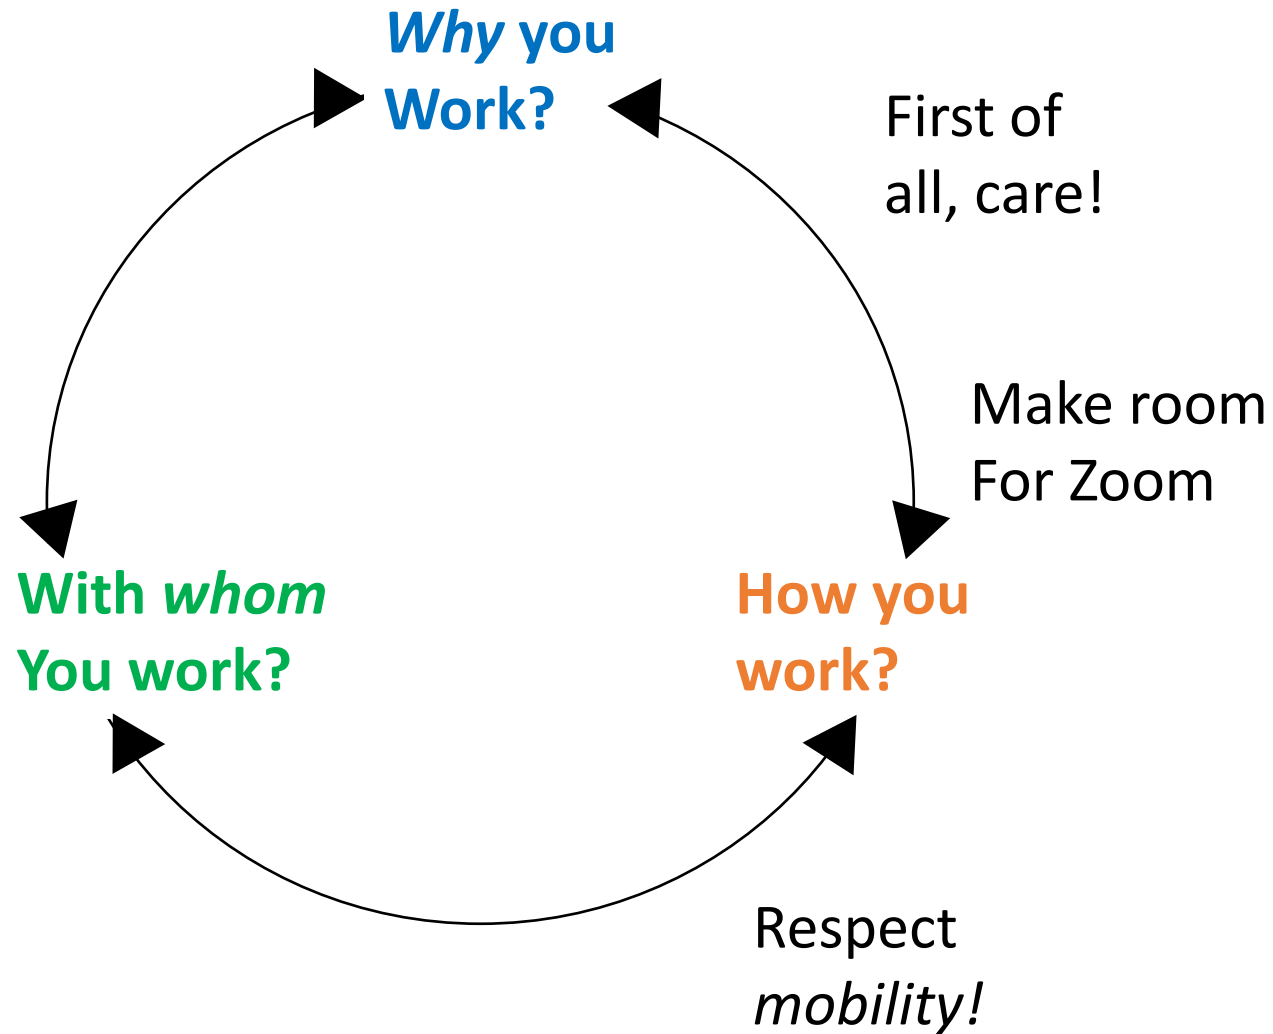 Why you
Work?
First of
all, care!
Make room
For Zoom
With whom
You work?
How you
work?
Respect
mobility!